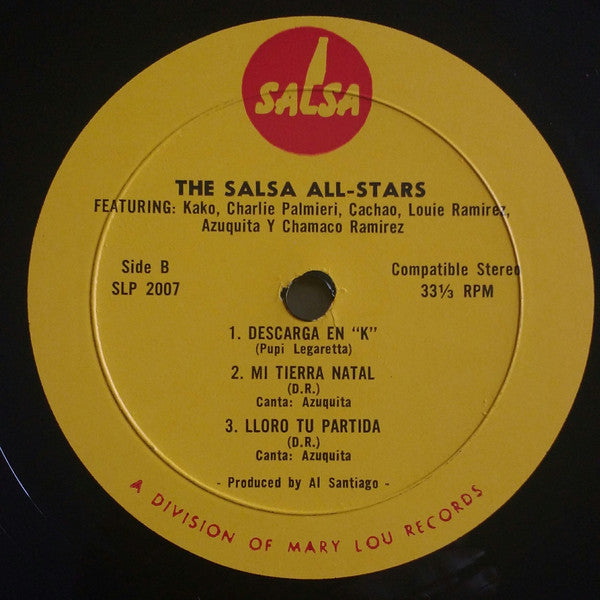 SALSA
THE SALSA ALL-STARS
FEATURING: Kako, Charlie Palmieri, Cachao, Louie Ramirez,
Azuquita Y Chamaco Ramirez
Side B
SLP 2007
Compatible Stereo
33⅓ RPM
1. DESCARGA EN "K"
(Pupi Legaretta)
2. MI TIERRA NATAL
(D.R.)
Canta: Azuquita
3. LLORO TU PARTIDA
(D.R.)
Canta: Azuquita
- Produced by Al Santiago -
A DIVISION OF MARY LOU RECORDS